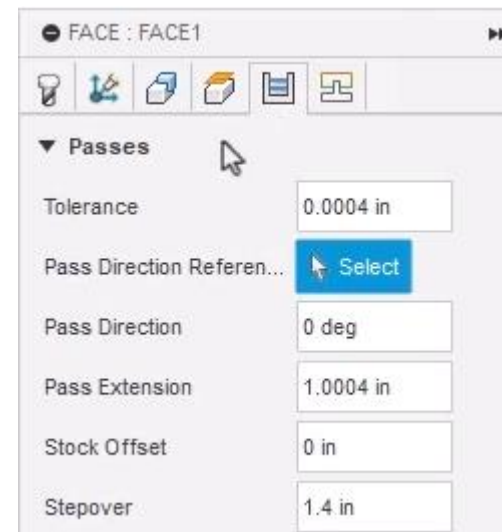 FACE : FACE1
Passes
Tolerance 0.0004 in
Pass Direction Referen... Select
Pass Direction 0 deg
Pass Extension 1.0004 in
Stock Offset 0 in
Stepover 1.4 in